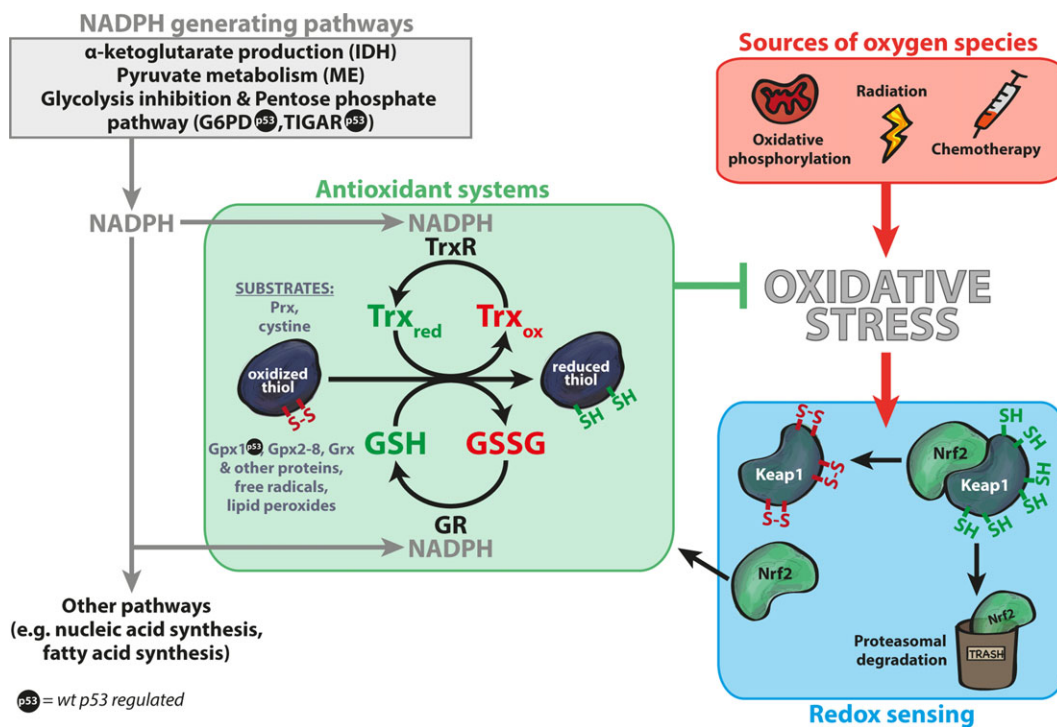 NADPH generating pathways
α-ketoglutarate production (IDH)
Pyruvate metabolism (ME)
Glycolysis inhibition & Pentose phosphate
pathway (G6PD p53, TIGAR p53)
NADPH
Other pathways
(e.g. nucleic acid synthesis,
fatty acid synthesis)
p53 = wt p53 regulated
Antioxidant systems
NADPH
TrxR
SUBSTRATES:
Prx,
cystine
Trx red
Trx ox
oxidized
thiol
S-S
reduced
thiol
SH
SH
Gpx1 p53, Gpx2-8, Grx
& other proteins,
free radicals,
lipid peroxides
GSH
GSSG
GR
NADPH
Sources of oxygen species
Oxidative
phosphorylation
Radiation
Chemotherapy
OXIDATIVE
STRESS
S-S
Keap1
S-S
S-S
Nrf2
Keap1
SH
SH
SH
SH
SH
SH
Nrf2
Nrf2
Proteasomal
degradation
TRASH
Redox sensing